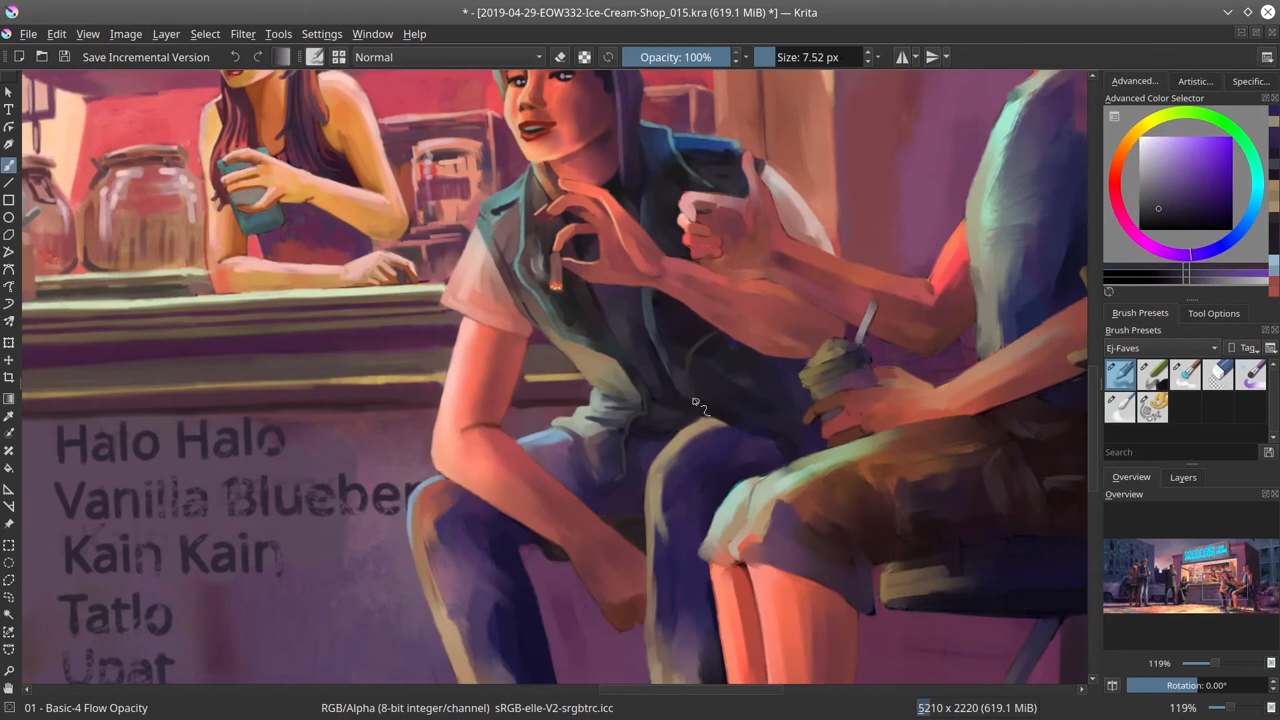 * - [2019-04-29-EOW332-Ice-Cream-Shop_015.kra (619.1 MiB) *] — Krita
File Edit View Image Layer Select Filter Tools Settings Window Help
Save Incremental Version Normal Opacity: 100% Size: 7.52 px
Advanced... Artistic... Specific...
Advanced Color Selector
Brush Presets Tool Options
Brush Presets
Ej-Faves Tag
Search
Overview Layers
Overview
Halo Halo
Vanilla Blueber
Kain Kain
Tatlo
Upat
119%
Rotation: 0.00°
01 - Basic-4 Flow Opacity RGB/Alpha (8-bit integer/channel) sRGB-elle-V2-srgbtrc.icc 5210 x 2220 (619.1 MiB) 119%